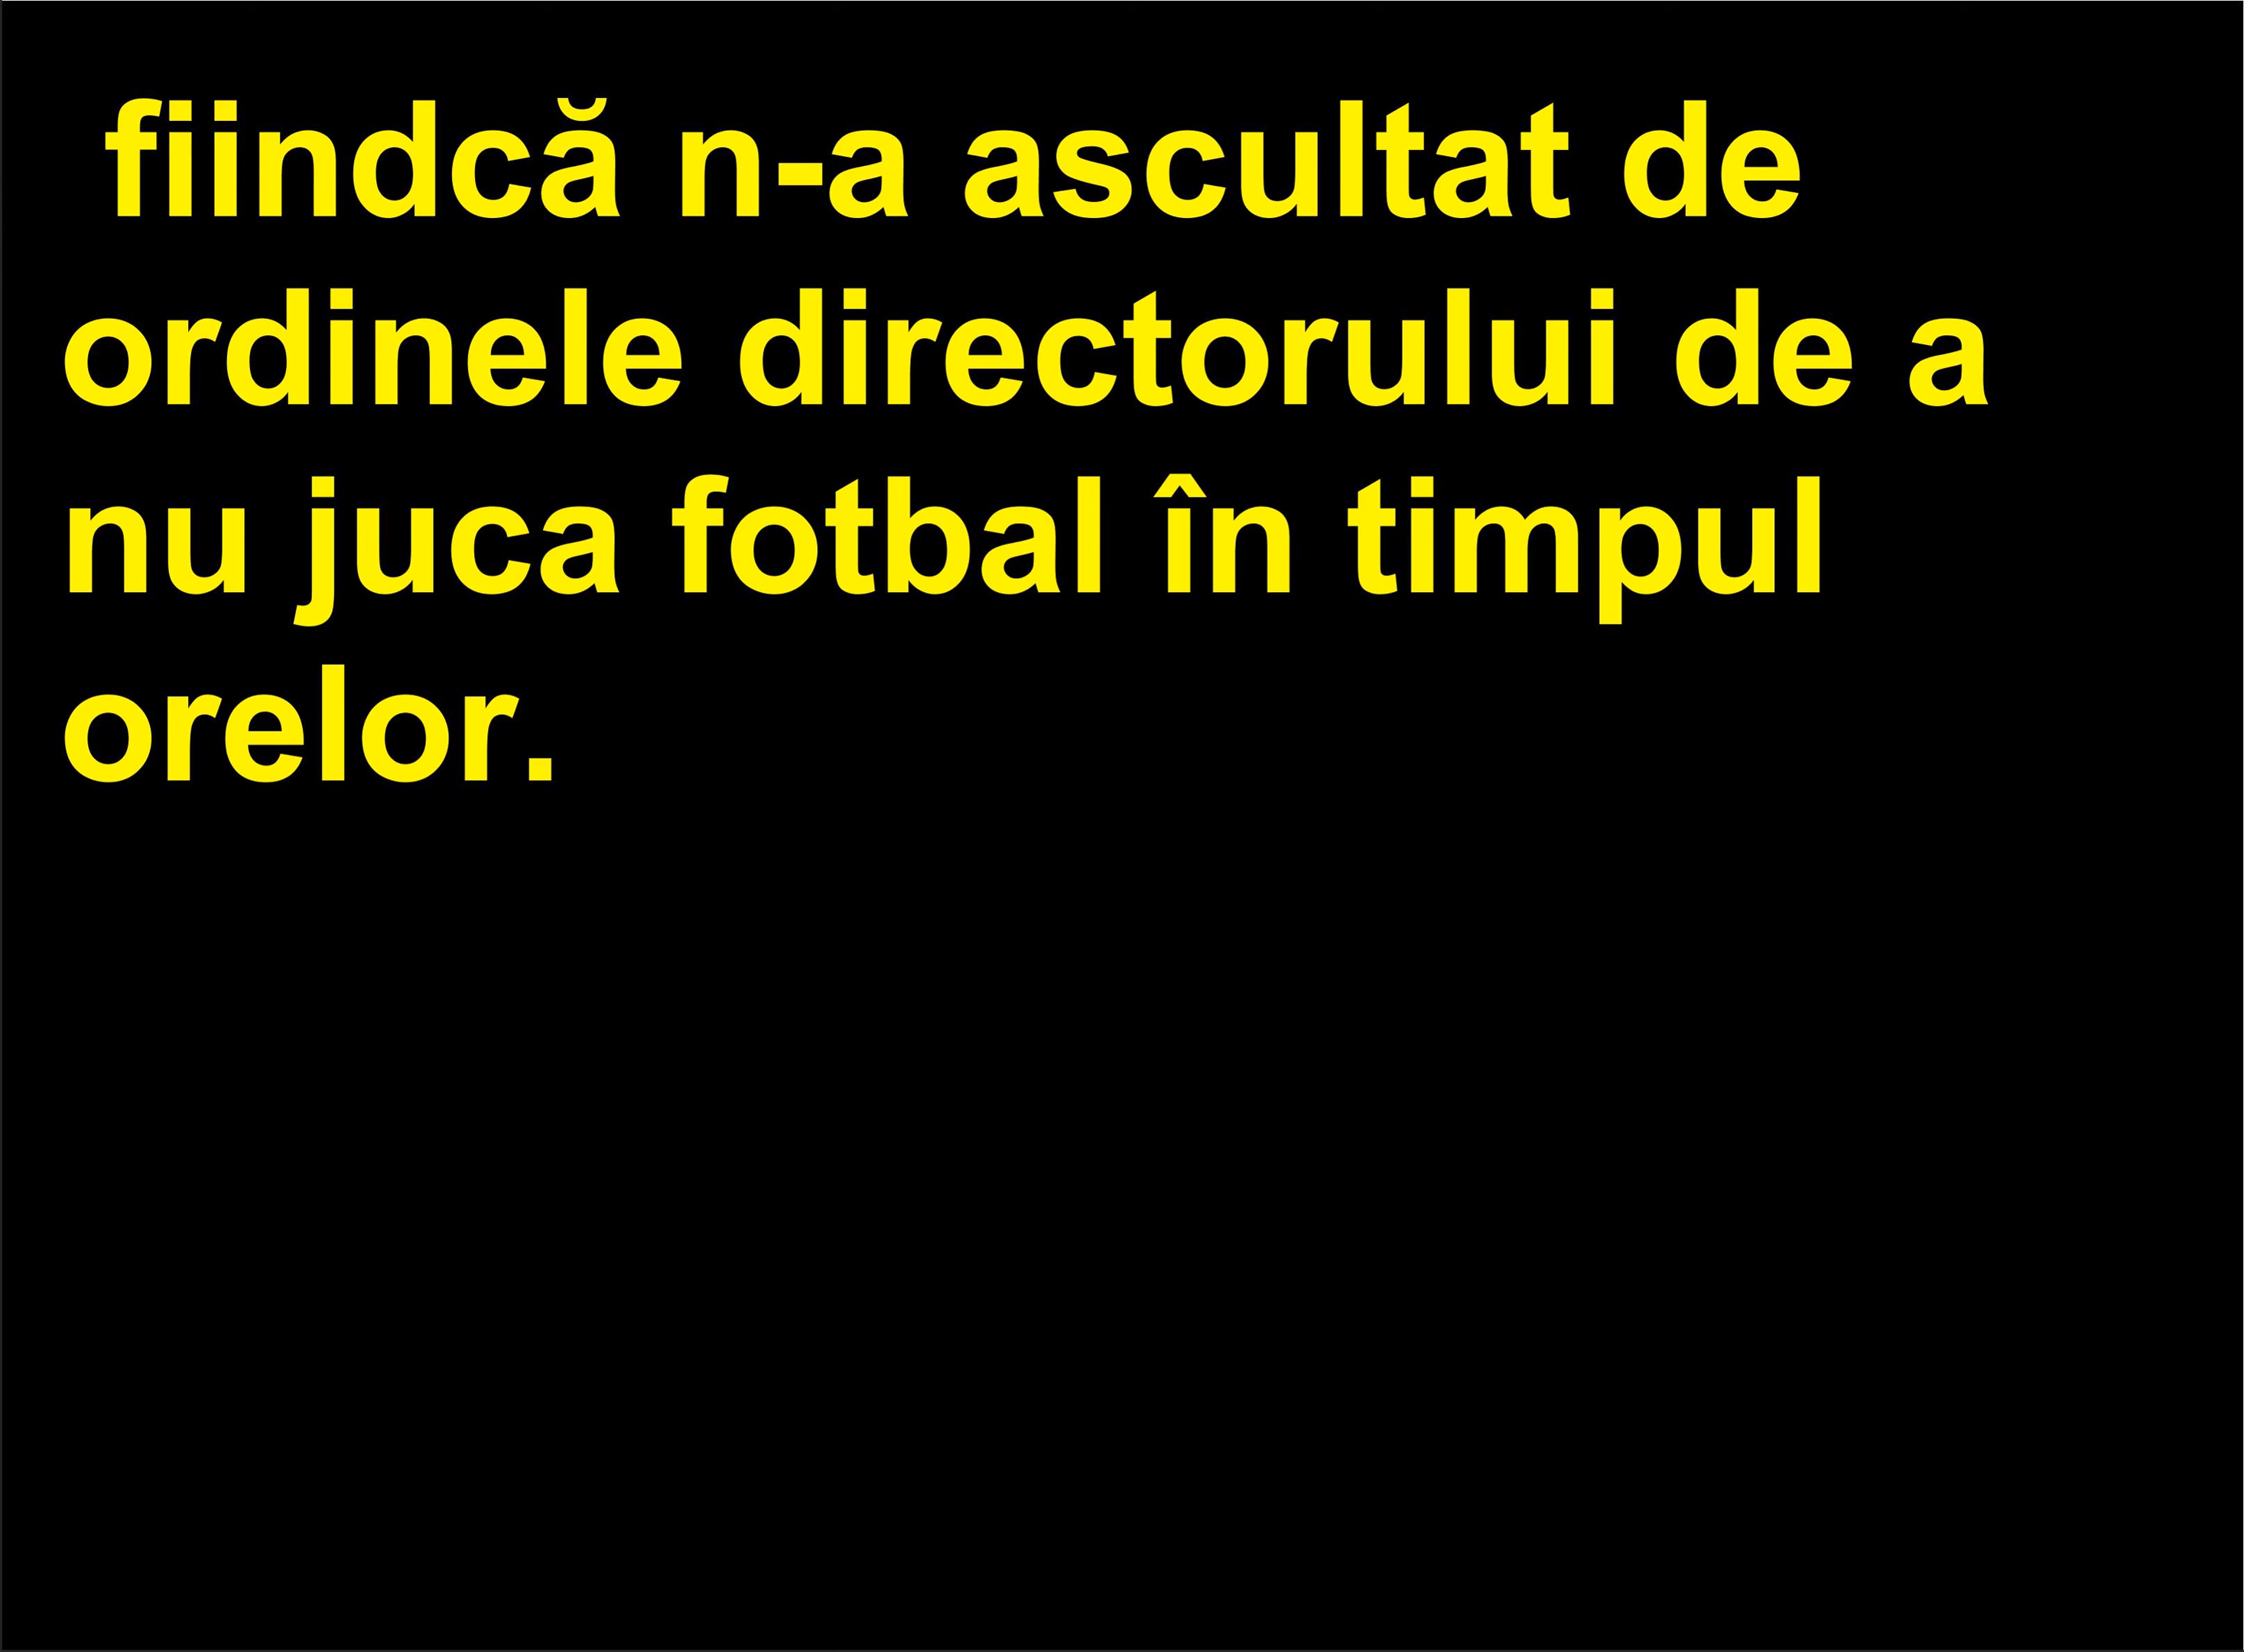 fiindcă n-a ascultat de
ordinele directorului de a
nu juca fotbal în timpul
orelor.